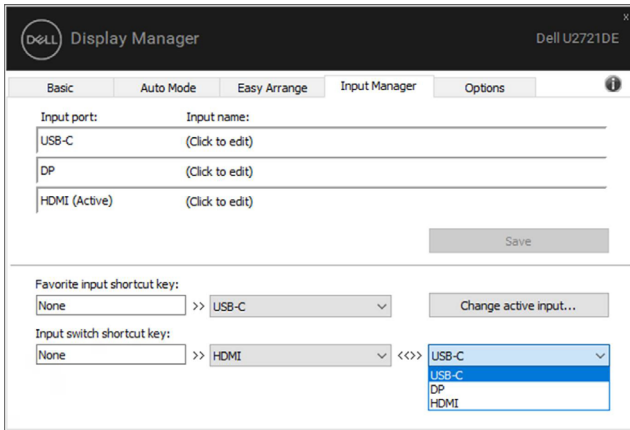 x
DELL Display Manager Dell U2721DE
Basic Auto Mode Easy Arrange Input Manager Options i
Input port: Input name:
USB-C (Click to edit)
DP (Click to edit)
HDMI (Active) (Click to edit)
Save
Favorite input shortcut key:
None >> USB-C Change active input...
Input switch shortcut key:
None >> HDMI <<>> USB-C
USB-C
DP
HDMI